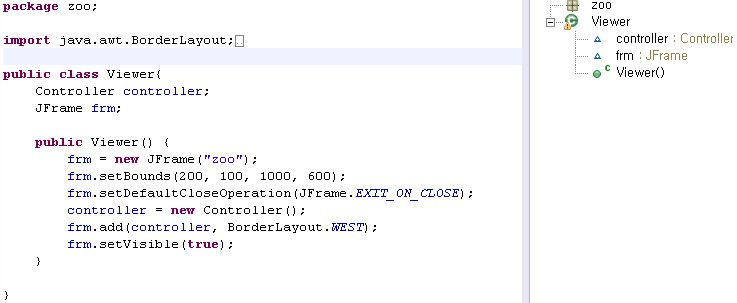 package zoo;
import java.awt.BorderLayout;
public class Viewer{
Controller controller;
JFrame frm;
public Viewer() {
frm = new JFrame("zoo");
frm.setBounds(200, 100, 1000, 600);
frm.setDefaultCloseOperation(JFrame.EXIT_ON_CLOSE);
controller = new Controller();
frm.add(controller, BorderLayout.WEST);
frm.setVisible(true);
}
}
zoo
Viewer
controller : Controller
frm : JFrame
Viewer()